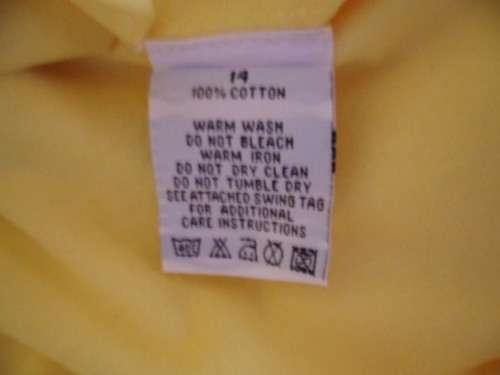 14
100% COTTON
WARM WASH
DO NOT BLEACH
WARM IRON
DO NOT DRY CLEAN
DO NOT TUMBLE DRY
SEE ATTACHED SWING TAG
FOR ADDITIONAL
CARE INSTRUCTIONS